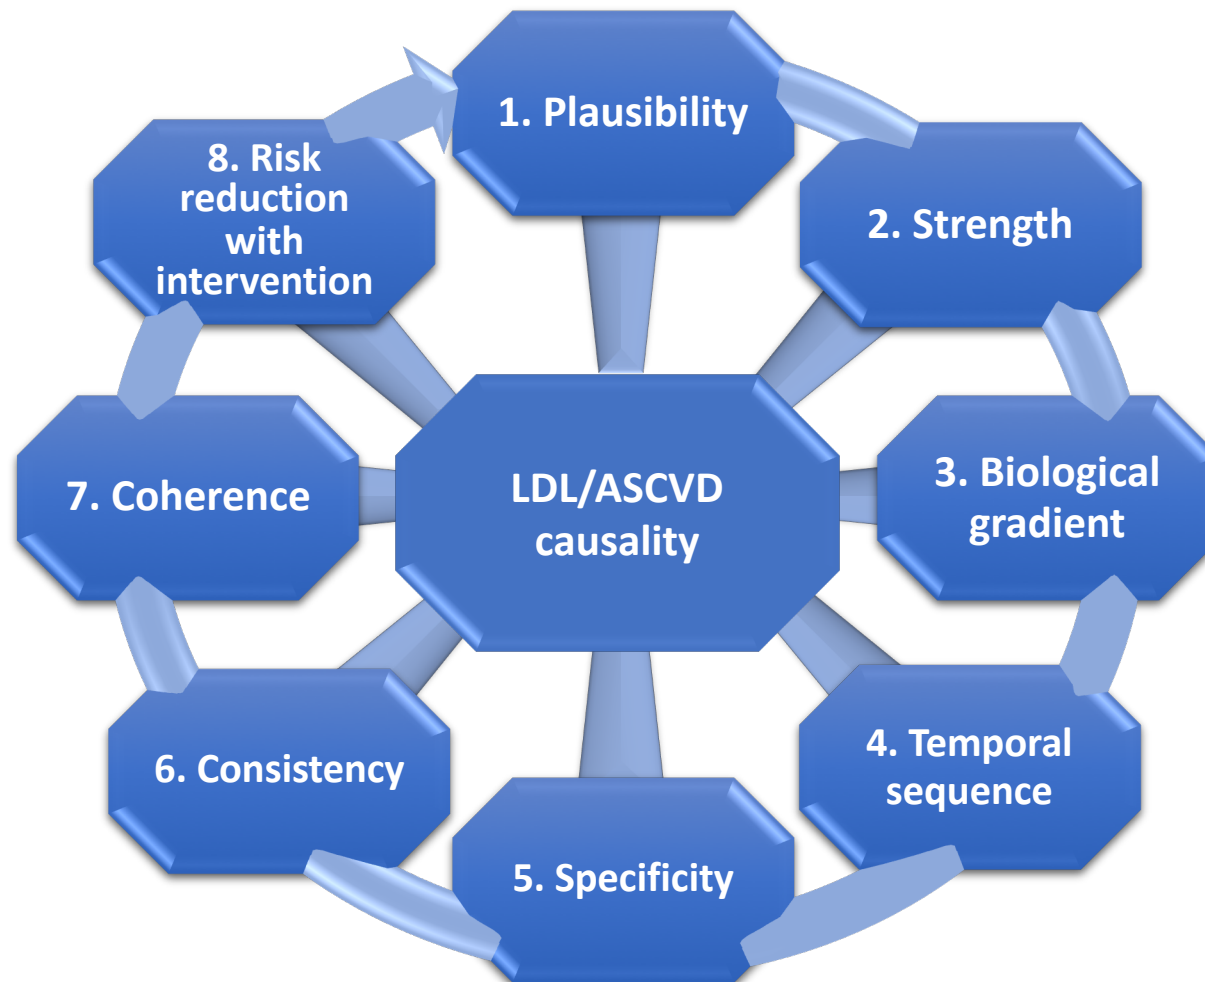 1. Plausibility
2. Strength
3. Biological
gradient
4. Temporal
sequence
5. Specificity
6. Consistency
7. Coherence
8. Risk
reduction
with
intervention
LDL/ASCVD
causality